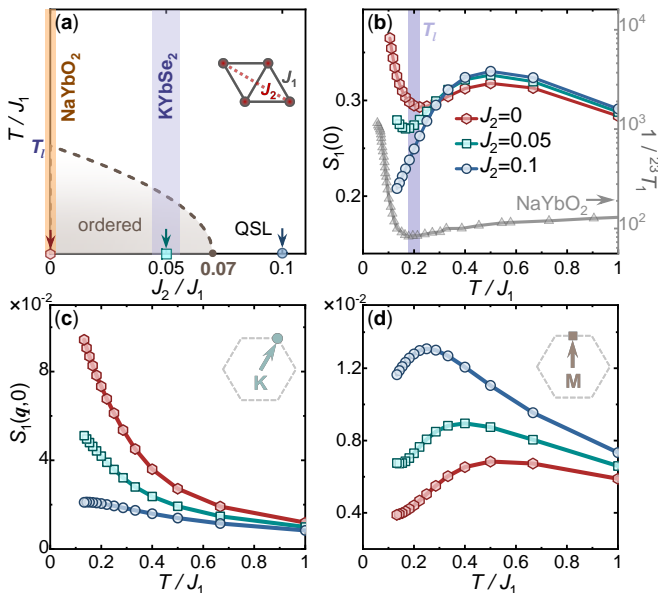 (a)
NaYbO2
KYbSe2
J1
J2
T / J1
Tl
ordered
QSL
0 0.05 0.07 0.1
J2 / J1
(b)
Tl
10^4
10^3
10^2
0.3
0.2
S1(0)
1 / ^23T1
J2=0
J2=0.05
J2=0.1
NaYbO2
0 0.2 0.4 0.6 0.8 1
T / J1
×10^-2
(c)
K
8
4
0
S1(q,0)
0 0.2 0.4 0.6 0.8 1
T / J1
×10^-2
(d)
M
1.2
0.8
0.4
0 0.2 0.4 0.6 0.8 1
T / J1